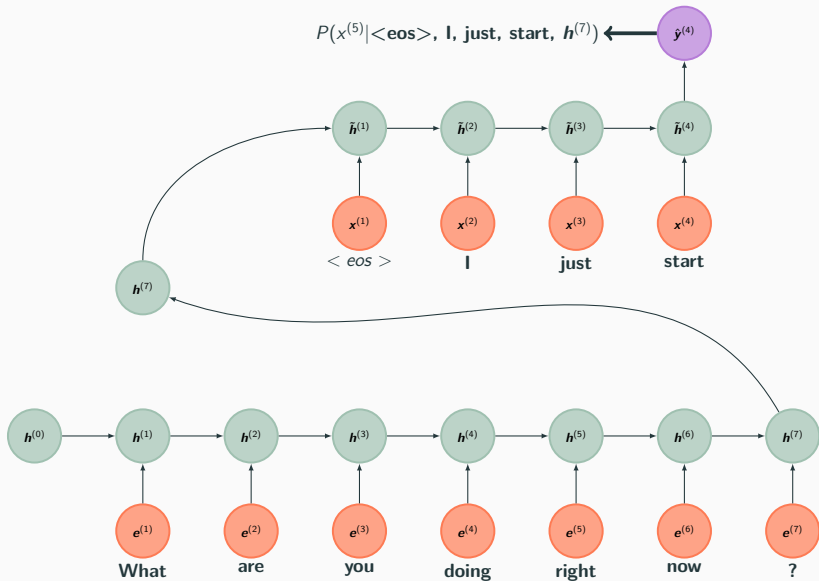 P(x⁽⁵⁾|<eos>, I, just, start, h⁽⁷⁾) ŷ⁽⁴⁾
h̃⁽¹⁾ h̃⁽²⁾ h̃⁽³⁾ h̃⁽⁴⁾
x⁽¹⁾ x⁽²⁾ x⁽³⁾ x⁽⁴⁾
< eos > I just start
h⁽⁷⁾
h⁽⁰⁾ h⁽¹⁾ h⁽²⁾ h⁽³⁾ h⁽⁴⁾ h⁽⁵⁾ h⁽⁶⁾ h⁽⁷⁾
e⁽¹⁾ e⁽²⁾ e⁽³⁾ e⁽⁴⁾ e⁽⁵⁾ e⁽⁶⁾ e⁽⁷⁾
What are you doing right now ?